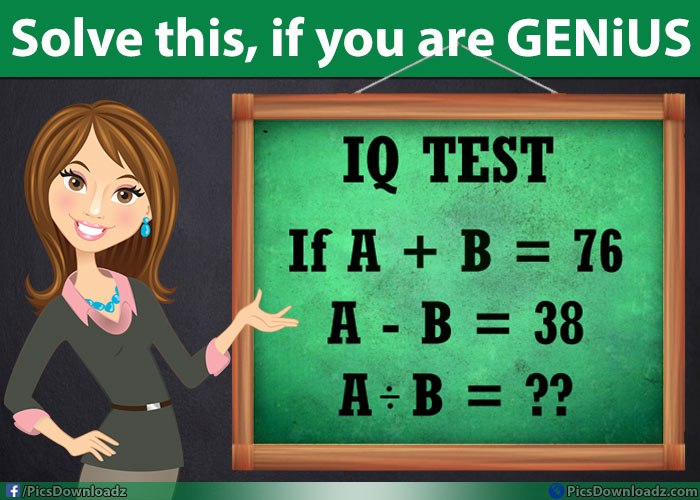 Solve this, if you are GENiUS
IQ TEST
If A + B = 76
A - B = 38
A ÷ B = ??
f /PicsDownloadz
PicsDownloadz.com